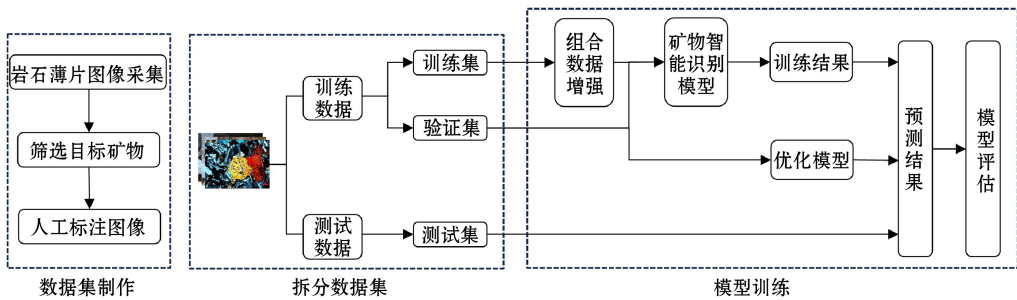 岩石薄片图像采集
筛选目标矿物
人工标注图像
数据集制作
训练
数据
测试
数据
训练集
验证集
测试集
拆分数据集
组合
数据
增强
矿物智
能识别
模型
训练结果
优化模型
预测结果
模型评估
模型训练